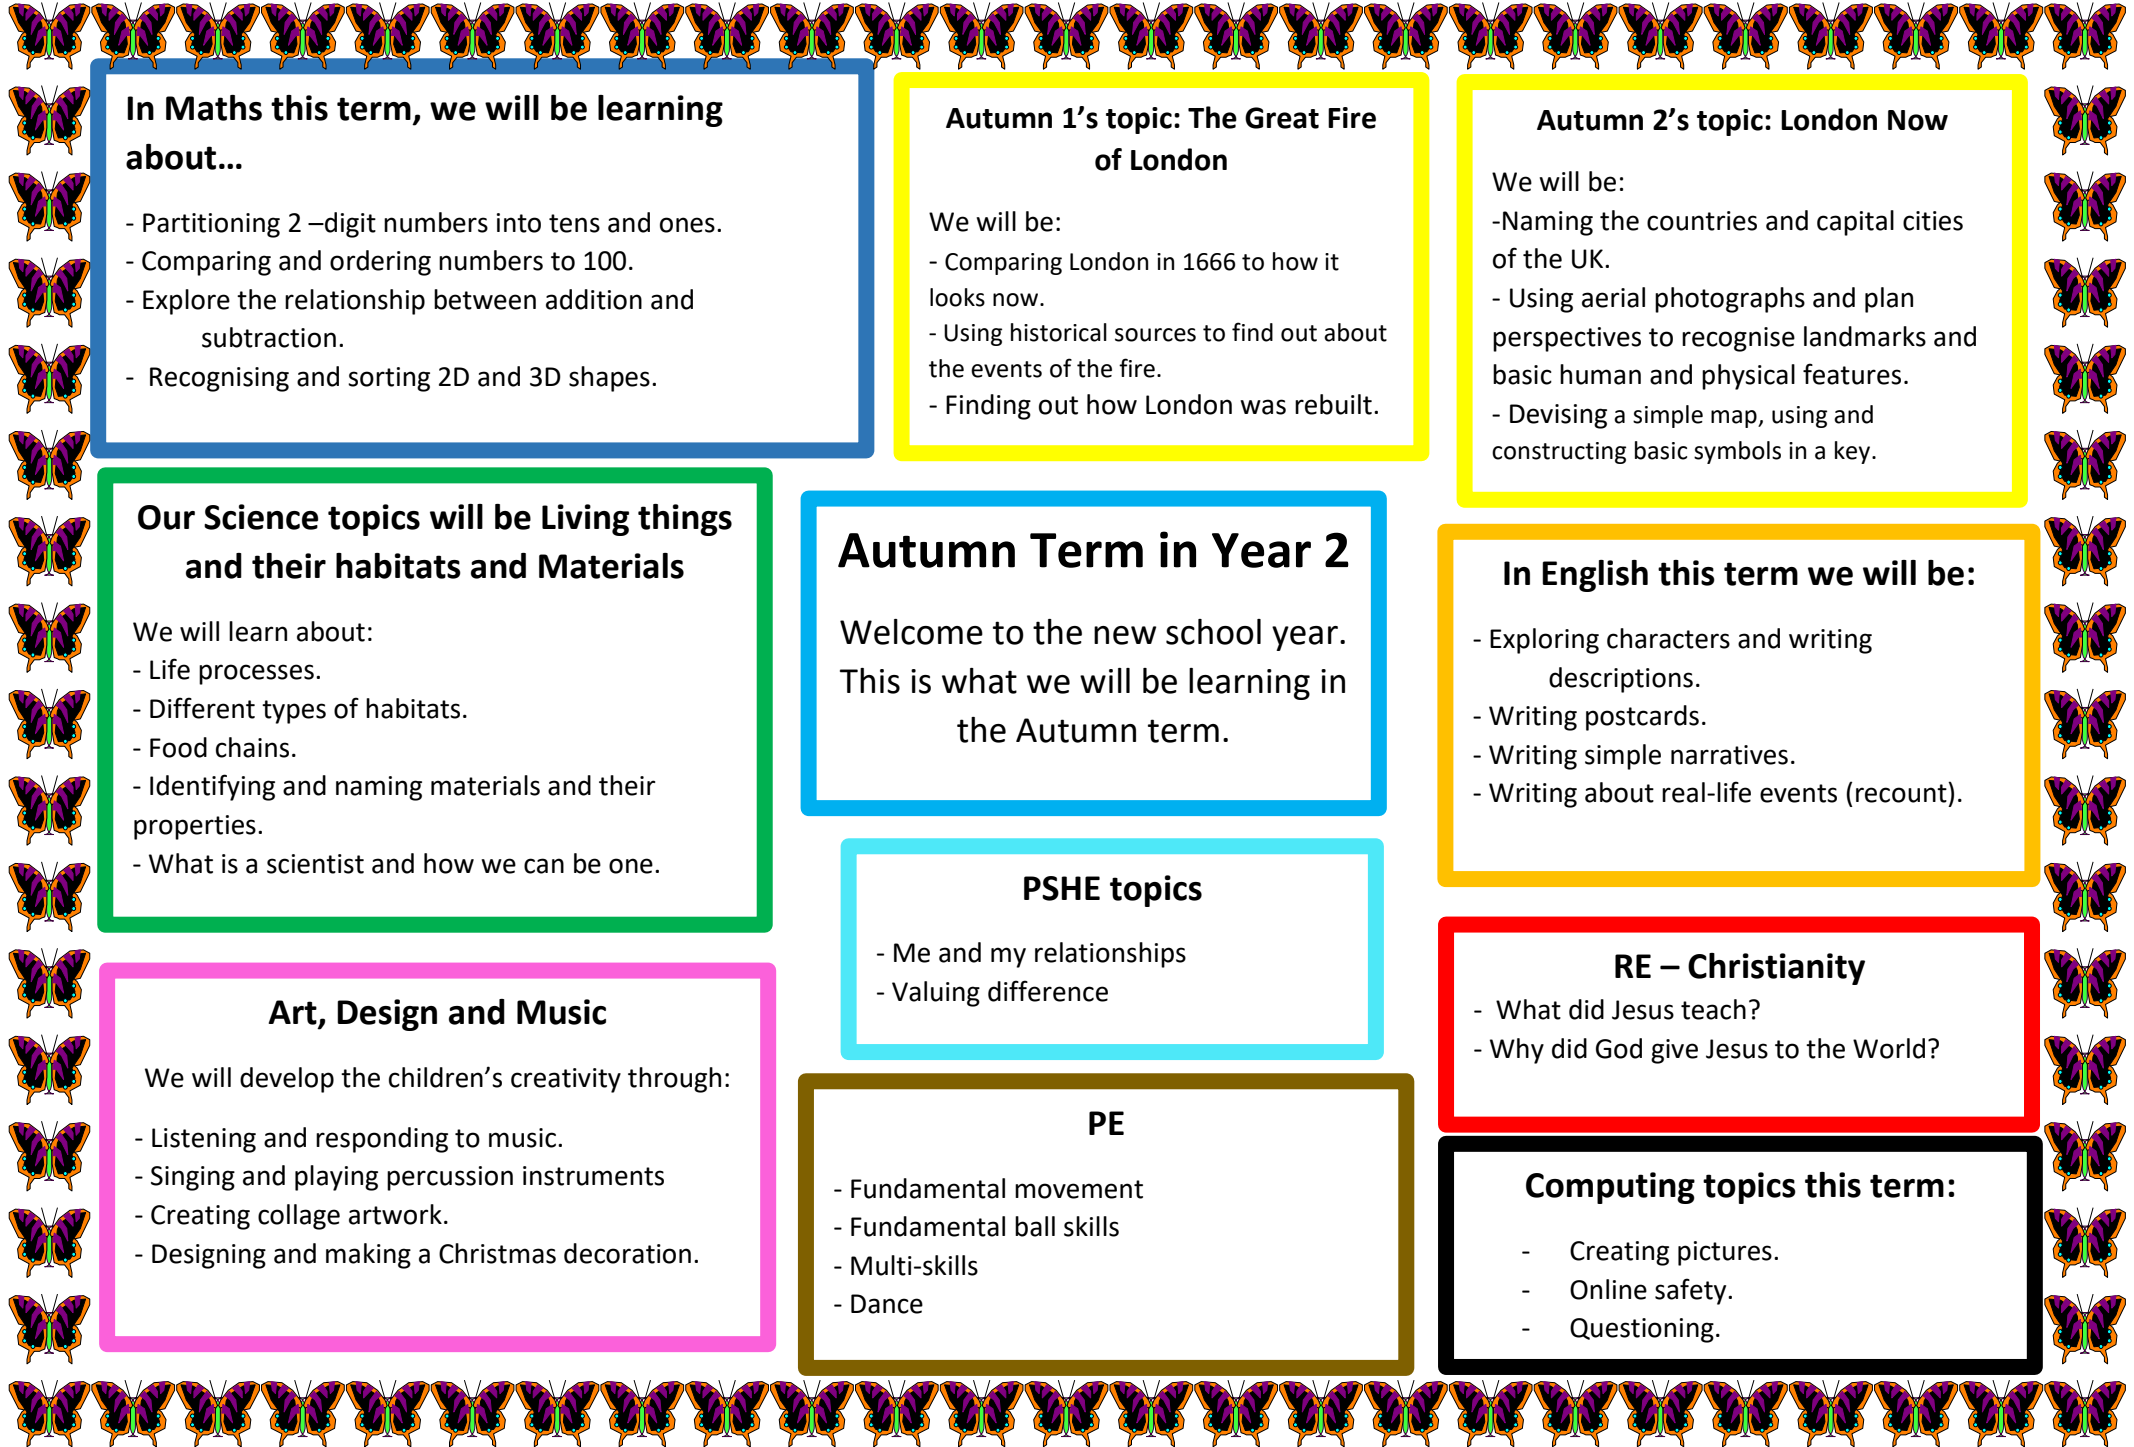 In Maths this term, we will be learning
about…
- Partitioning 2 –digit numbers into tens and ones.
- Comparing and ordering numbers to 100.
- Explore the relationship between addition and
subtraction.
- Recognising and sorting 2D and 3D shapes.
Autumn 1's topic: The Great Fire
of London
We will be:
- Comparing London in 1666 to how it
looks now.
- Using historical sources to find out about
the events of the fire.
- Finding out how London was rebuilt.
Autumn 2's topic: London Now
We will be:
-Naming the countries and capital cities
of the UK.
- Using aerial photographs and plan
perspectives to recognise landmarks and
basic human and physical features.
- Devising a simple map, using and
constructing basic symbols in a key.
Our Science topics will be Living things
and their habitats and Materials
We will learn about:
- Life processes.
- Different types of habitats.
- Food chains.
- Identifying and naming materials and their
properties.
- What is a scientist and how we can be one.
Autumn Term in Year 2
Welcome to the new school year.
This is what we will be learning in
the Autumn term.
In English this term we will be:
- Exploring characters and writing
descriptions.
- Writing postcards.
- Writing simple narratives.
- Writing about real-life events (recount).
PSHE topics
- Me and my relationships
- Valuing difference
RE – Christianity
- What did Jesus teach?
- Why did God give Jesus to the World?
Art, Design and Music
We will develop the children's creativity through:
- Listening and responding to music.
- Singing and playing percussion instruments
- Creating collage artwork.
- Designing and making a Christmas decoration.
PE
- Fundamental movement
- Fundamental ball skills
- Multi-skills
- Dance
Computing topics this term:
- Creating pictures.
- Online safety.
- Questioning.